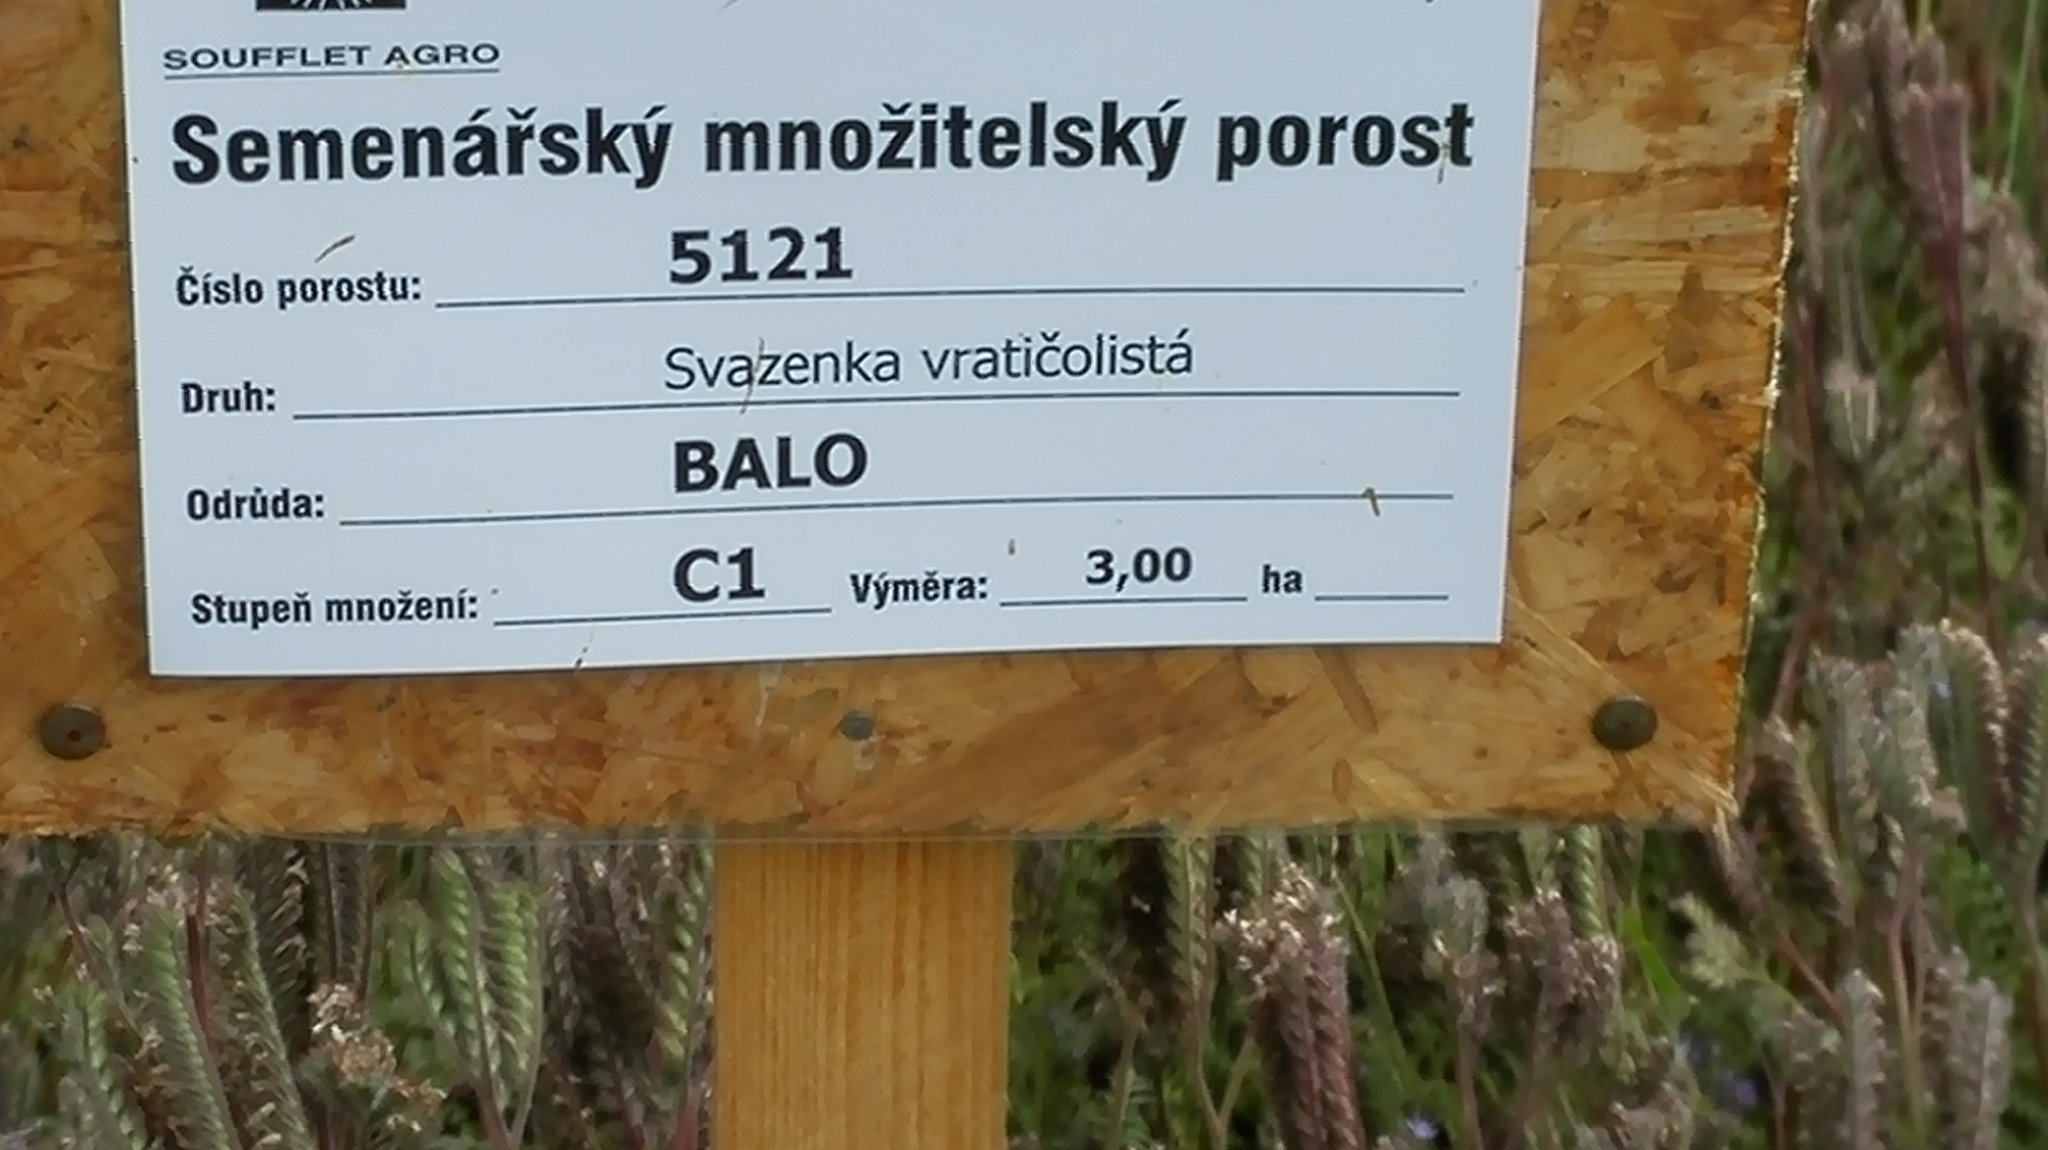 SOUFFLET AGRO
Semenářský množitelský porost
Číslo porostu: 5121
Druh: Svazenka vratičolistá
Odrůda: BALO
Stupeň množení: C1 Výměra: 3,00 ha